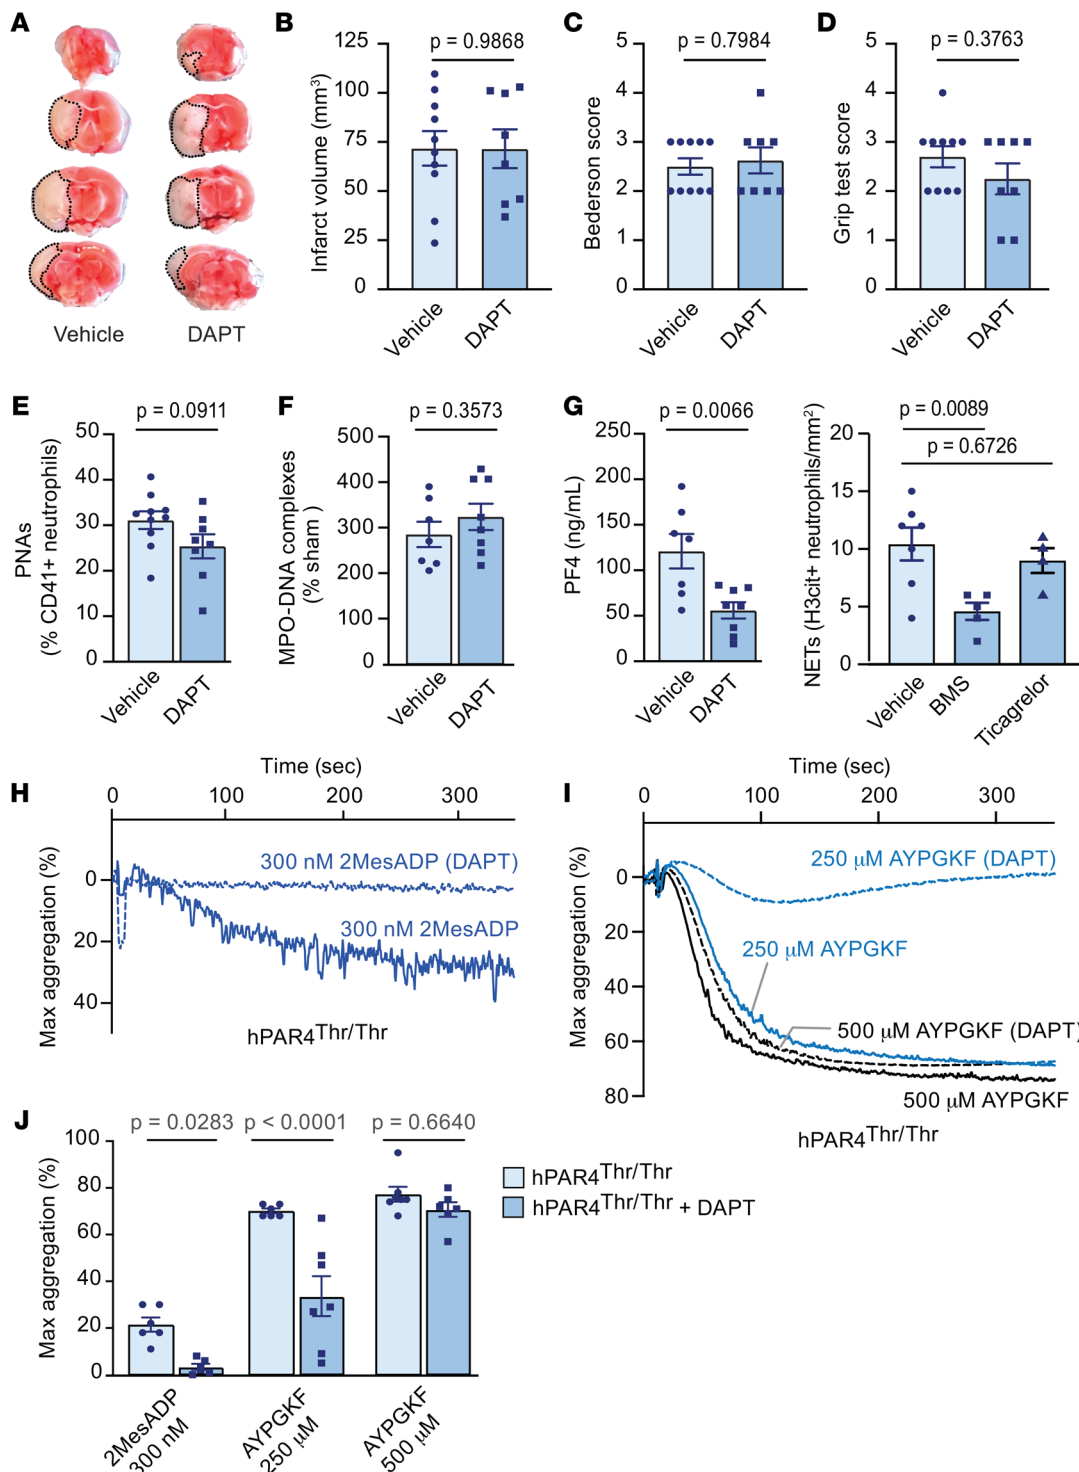 A
Vehicle
DAPT
B
p = 0.9868
Infarct volume (mm3)
125
100
75
50
25
0
Vehicle
DAPT
C
p = 0.7984
Bederson score
5
4
3
2
1
0
Vehicle
DAPT
D
p = 0.3763
Grip test score
5
4
3
2
1
0
Vehicle
DAPT
E
p = 0.0911
PNAs
(% CD41+ neutrophils)
50
40
30
20
10
0
Vehicle
DAPT
F
p = 0.3573
MPO-DNA complexes
(% sham )
500
400
300
200
100
0
Vehicle
DAPT
G
p = 0.0066
PF4 (ng/mL)
250
200
150
100
50
0
Vehicle
DAPT
p = 0.0089
p = 0.6726
NETs (H3cit+ neutrophils/mm2)
20
15
10
5
0
Vehicle
BMS
Ticagrelor
H
Time (sec)
0
100
200
300
Max aggregation (%)
0
20
40
300 nM 2MesADP (DAPT)
300 nM 2MesADP
hPAR4Thr/Thr
I
Time (sec)
0
100
200
300
Max aggregation (%)
0
20
40
60
80
250 μM AYPGKF (DAPT)
250 μM AYPGKF
500 μM AYPGKF (DAPT)
500 μM AYPGKF
hPAR4Thr/Thr
J
p = 0.0283
p < 0.0001
p = 0.6640
Max aggregation (%)
100
80
60
40
20
0
2MesADP
300 nM
AYPGKF
250 μM
AYPGKF
500 μM
hPAR4Thr/Thr
hPAR4Thr/Thr + DAPT